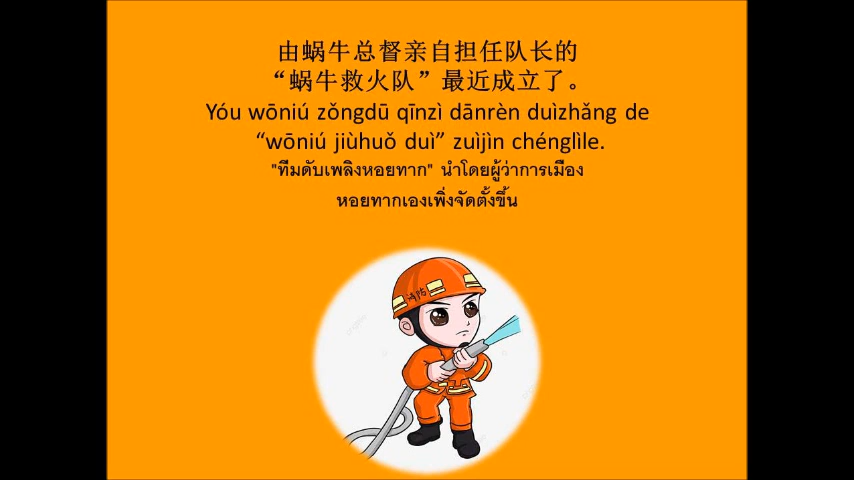 由蜗牛总督亲自担任队长的
“蜗牛救火队”最近成立了。
Yóu wōniú zǒngdū qīnzì dānrèn duìzhǎng de
“wōniú jiùhuǒ duì” zuìjìn chénglìle.
"ทีมดับเพลิงหอยทาก" นำโดยผู้ว่าการเมือง
หอยทากเองเพิ่งจัดตั้งขึ้น
消防